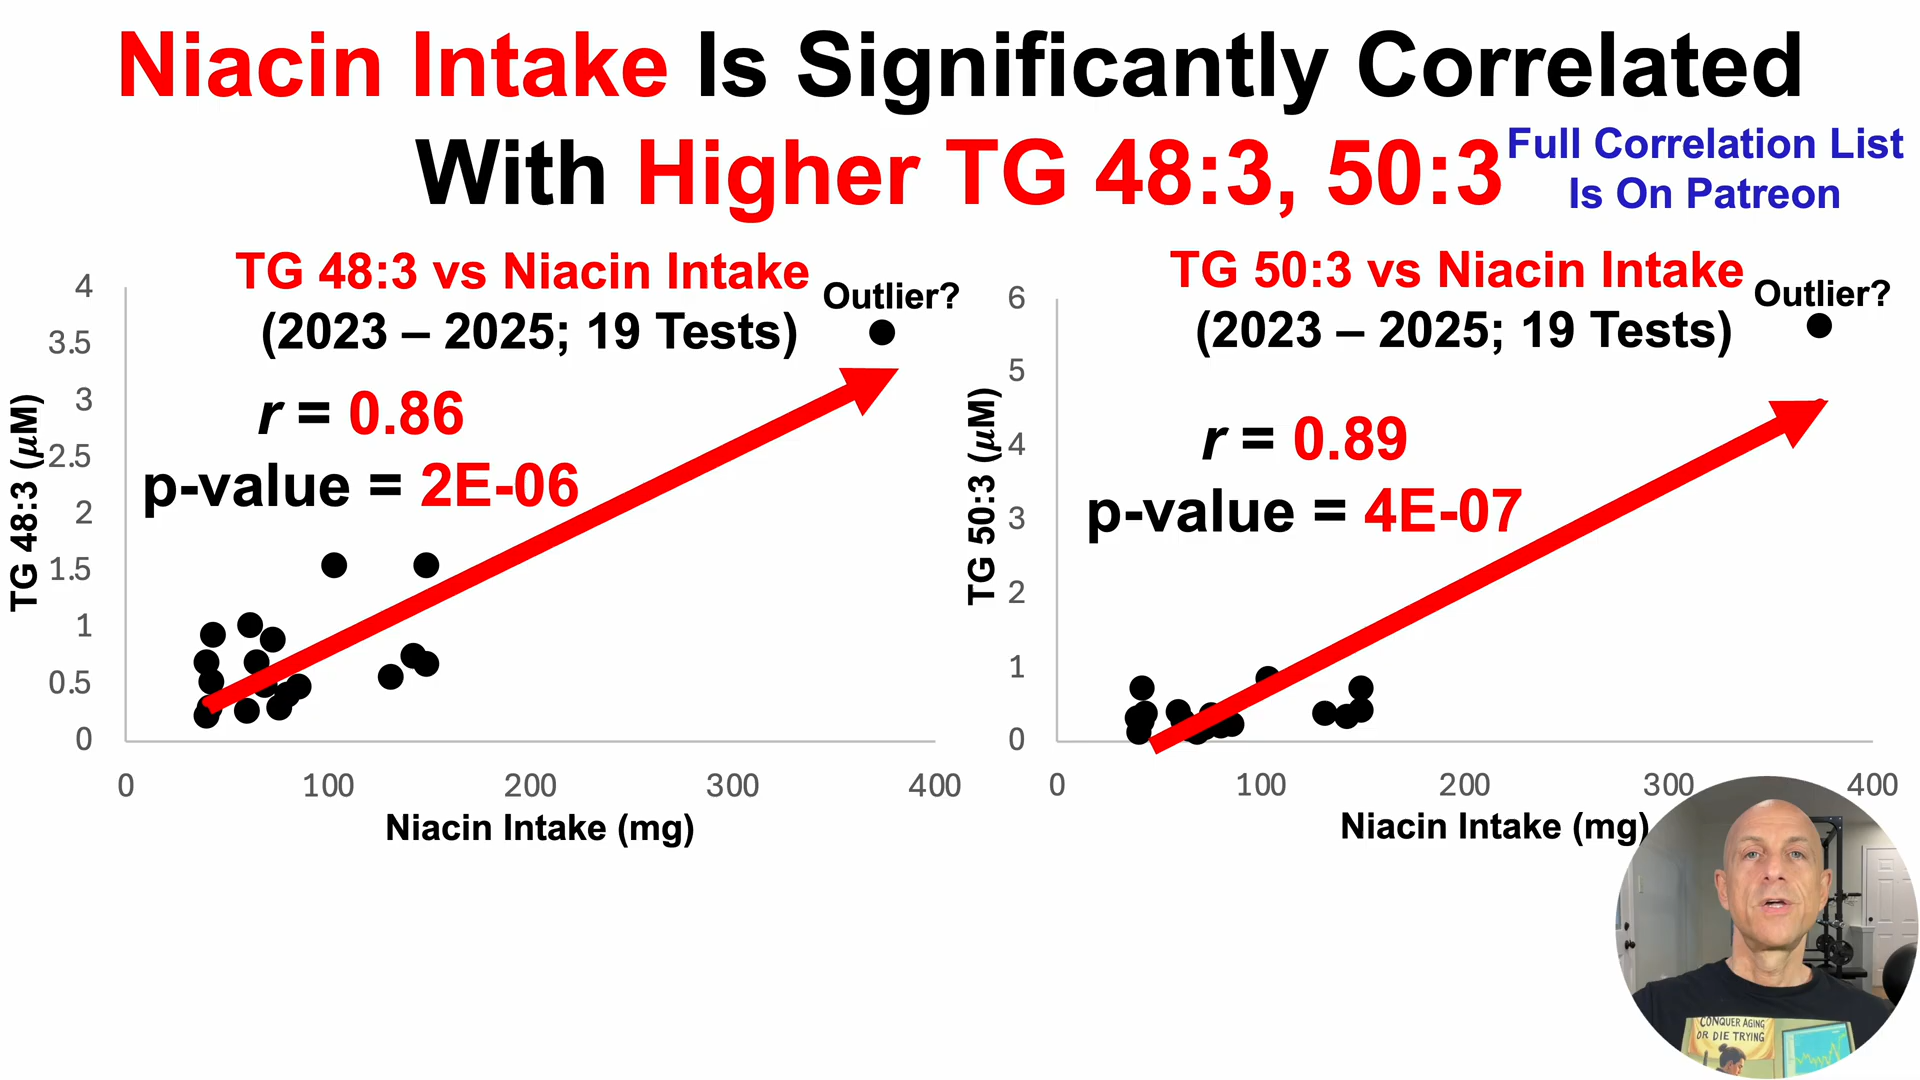 Niacin Intake Is Significantly Correlated
With Higher TG 48:3, 50:3
Full Correlation List
Is On Patreon
TG 48:3 vs Niacin Intake
(2023 – 2025; 19 Tests)
Outlier?
r = 0.86
p-value = 2E-06
TG 48:3 (µM)
4
3.5
3
2.5
2
1.5
1
0.5
0
0 100 200 300 400
Niacin Intake (mg)
TG 50:3 vs Niacin Intake
(2023 – 2025; 19 Tests)
Outlier?
r = 0.89
p-value = 4E-07
TG 50:3 (µM)
6
5
4
3
2
1
0
0 100 200 300 400
Niacin Intake (mg)
CONQUER AGING
OR DIE TRYING